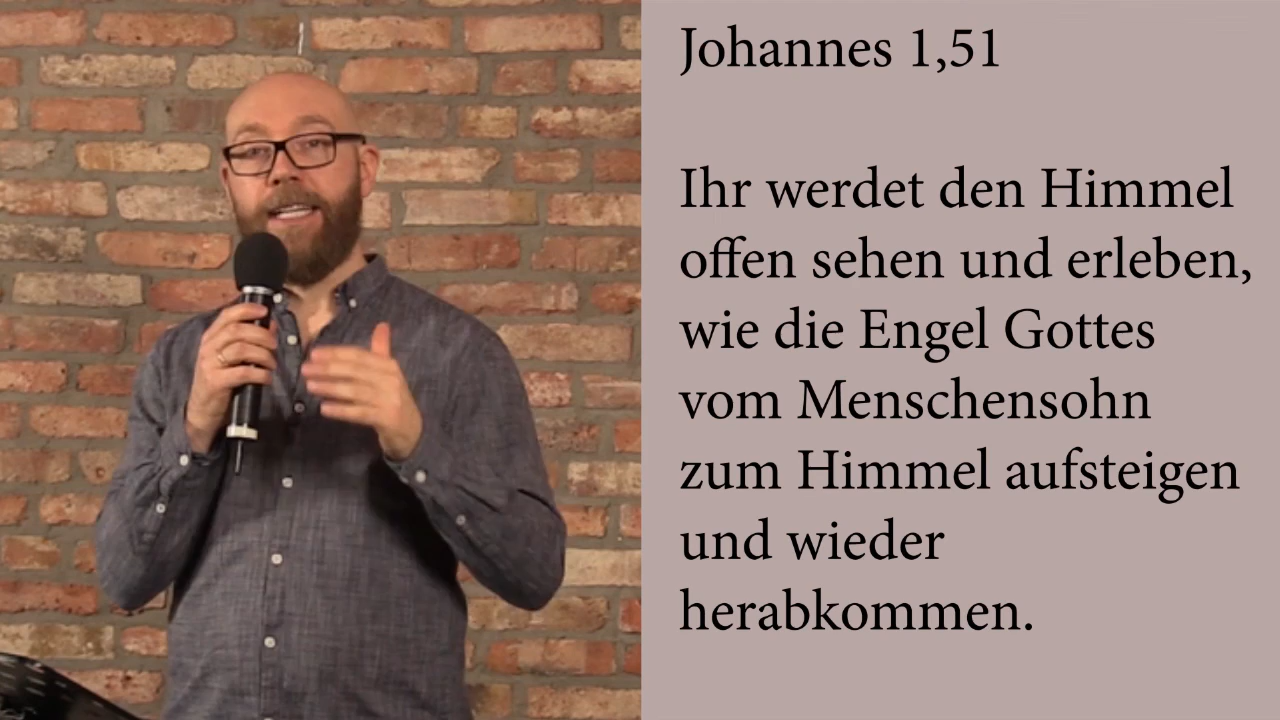 Johannes 1,51
Ihr werdet den Himmel
offen sehen und erleben,
wie die Engel Gottes
vom Menschensohn
zum Himmel aufsteigen
und wieder
herabkommen.